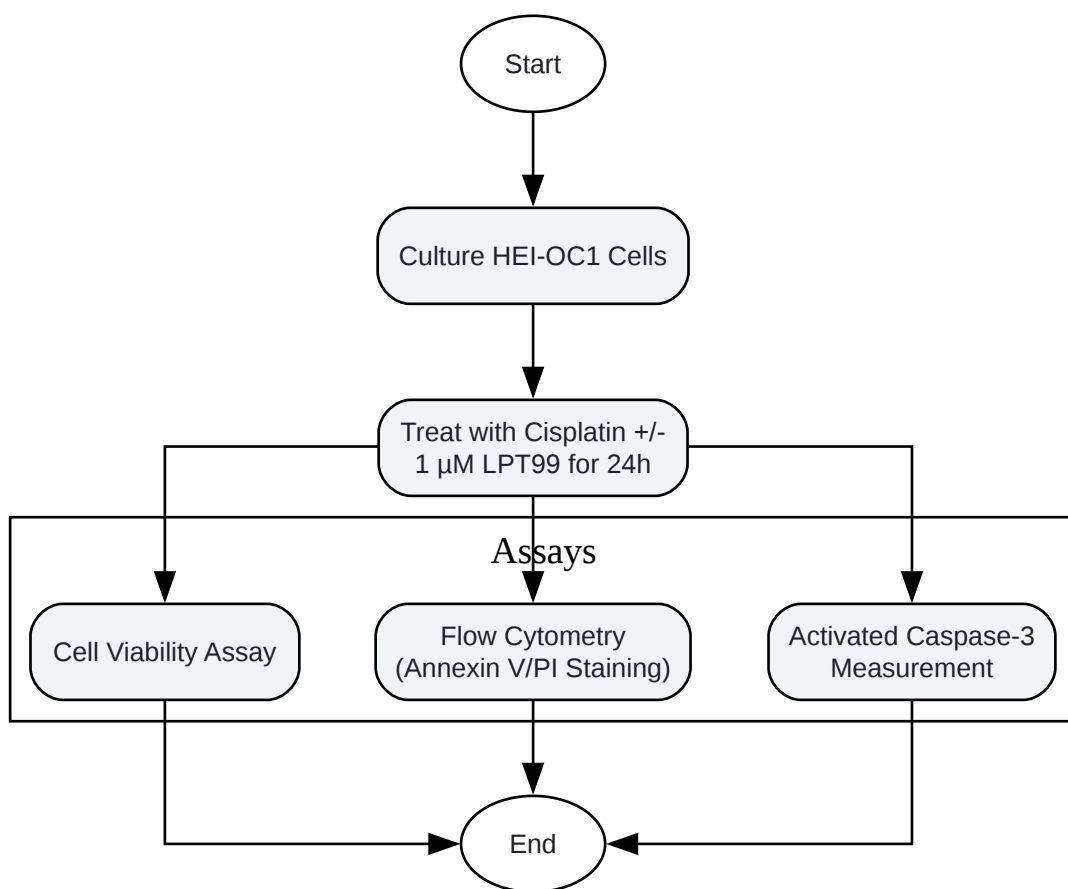 Start
Culture HEI-OC1 Cells
Treat with Cisplatin +/-
1 µM LPT99 for 24h
Assays
Cell Viability Assay
Flow Cytometry
(Annexin V/PI Staining)
Activated Caspase-3
Measurement
End